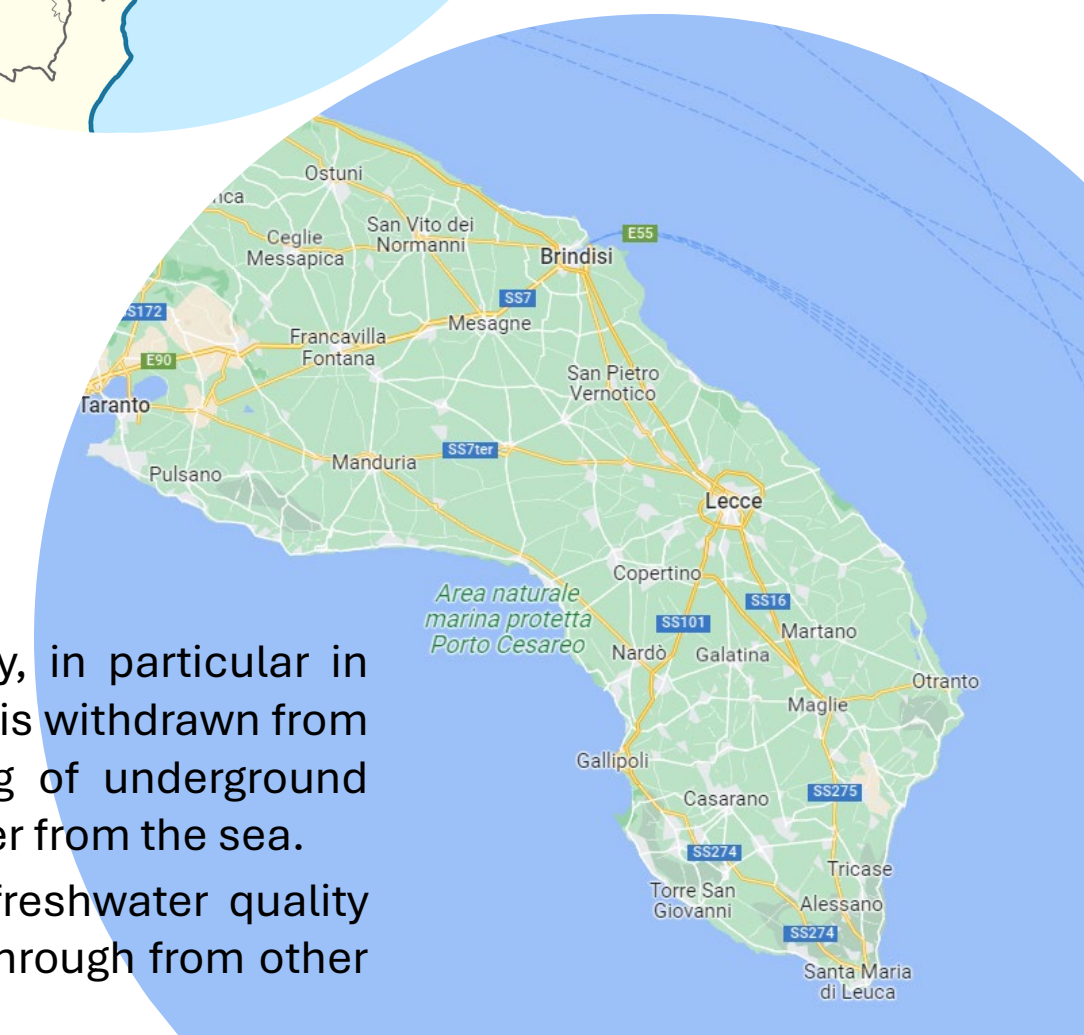 Ostuni
San Vito dei
Normanni
Ceglie
Messapica
E55
Brindisi
SS7
SS172
Mesagne
Francavilla
Fontana
E90
San Pietro
Vernotico
Taranto
SS7ter
Manduria
Pulsano
Lecce
Copertino
Area naturale
marina protetta
Porto Cesareo
SS16
SS101
Martano
Nardò
Galatina
Otranto
Maglie
Gallipoli
SS275
Casarano
SS274
Tricase
Torre San
Giovanni
Alessano
SS274
Santa Maria
di Leuca
y, in particular in
is withdrawn from
g of underground
er from the sea.
freshwater quality
hrough from other